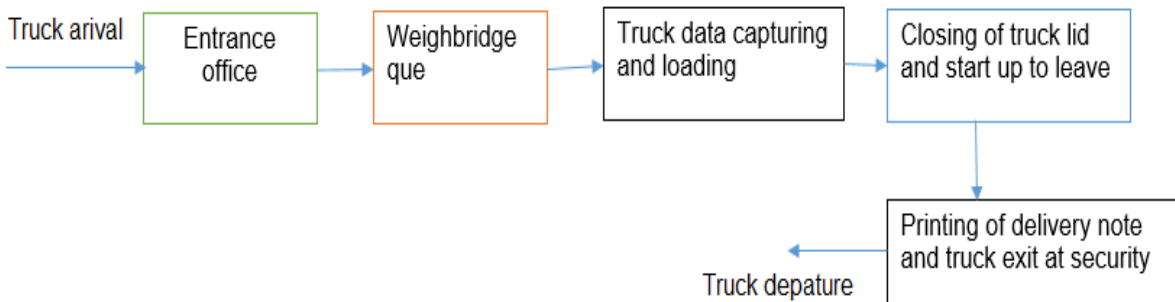 Truck arival
Entrance
office
Weighbridge
que
Truck data capturing
and loading
Closing of truck lid
and start up to leave
Printing of delivery note
and truck exit at security
Truck depature